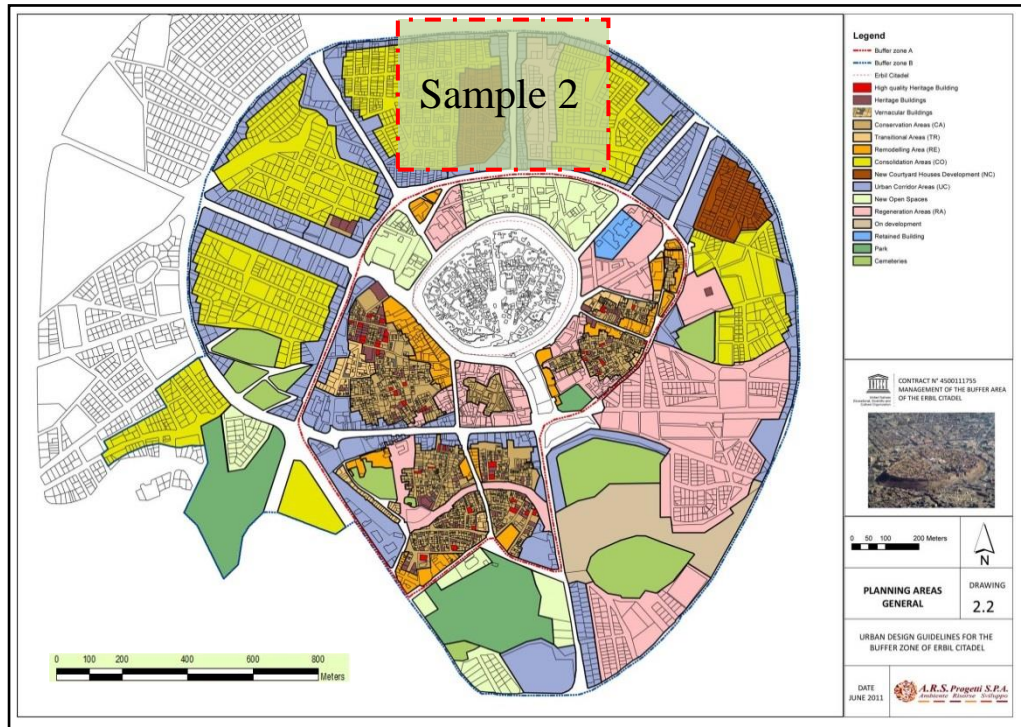 Sample 2
Legend
Buffer zone A
Buffer zone B
Erbil Citadel
High quality Heritage Building
Heritage Buildings
Vernacular Buildings
Conservation Areas (CA)
Transitional Areas (TR)
Remodelling Area (RE)
Consolidation Areas (CO)
New Courtyard Houses Development (NC)
Urban Corridor Areas (UC)
New Open Spaces
Regeneration Areas (RA)
On development
Retained Building
Park
Cemeteries
CONTRACT N° 4500111755
MANAGEMENT OF THE BUFFER AREA
OF THE ERBIL CITADEL
0 50 100 200 Meters
N
PLANNING AREAS
GENERAL
DRAWING
2.2
URBAN DESIGN GUIDELINES FOR THE
BUFFER ZONE OF ERBIL CITADEL
DATE
JUNE 2011
A.R.S. Progetti S.P.A.
Ambiente Risorse Sviluppo
0 100 200 400 600 800
Meters